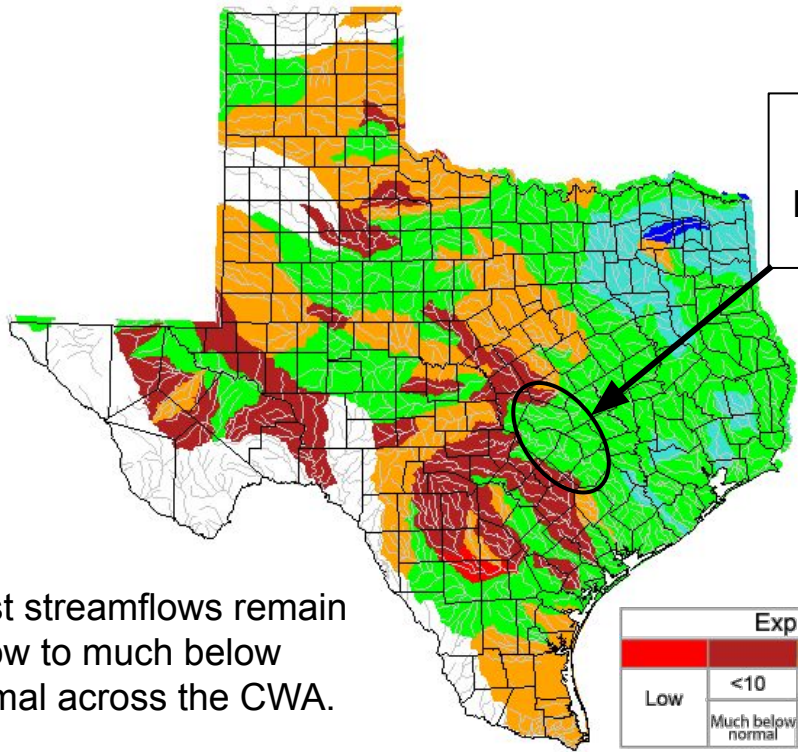 st streamflows remain
ow to much below
mal across the CWA.
Exp
Low
<10
Much below
normal